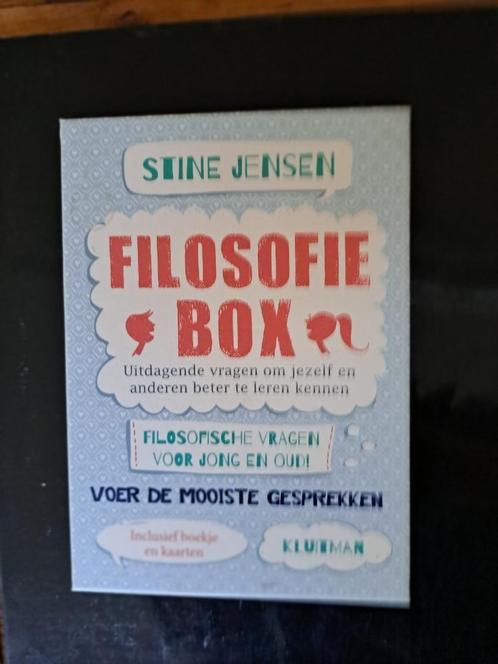 STINE JENSEN
FILOSOFIE
BOX
Uitdagende vragen om jezelf en
anderen beter te leren kennen
FILOSOFISCHE VRAGEN
VOOR JONG EN OUD!
VOER DE MOOISTE GESPREKKEN
Inclusief boekje
en kaarten
KLUITMAN